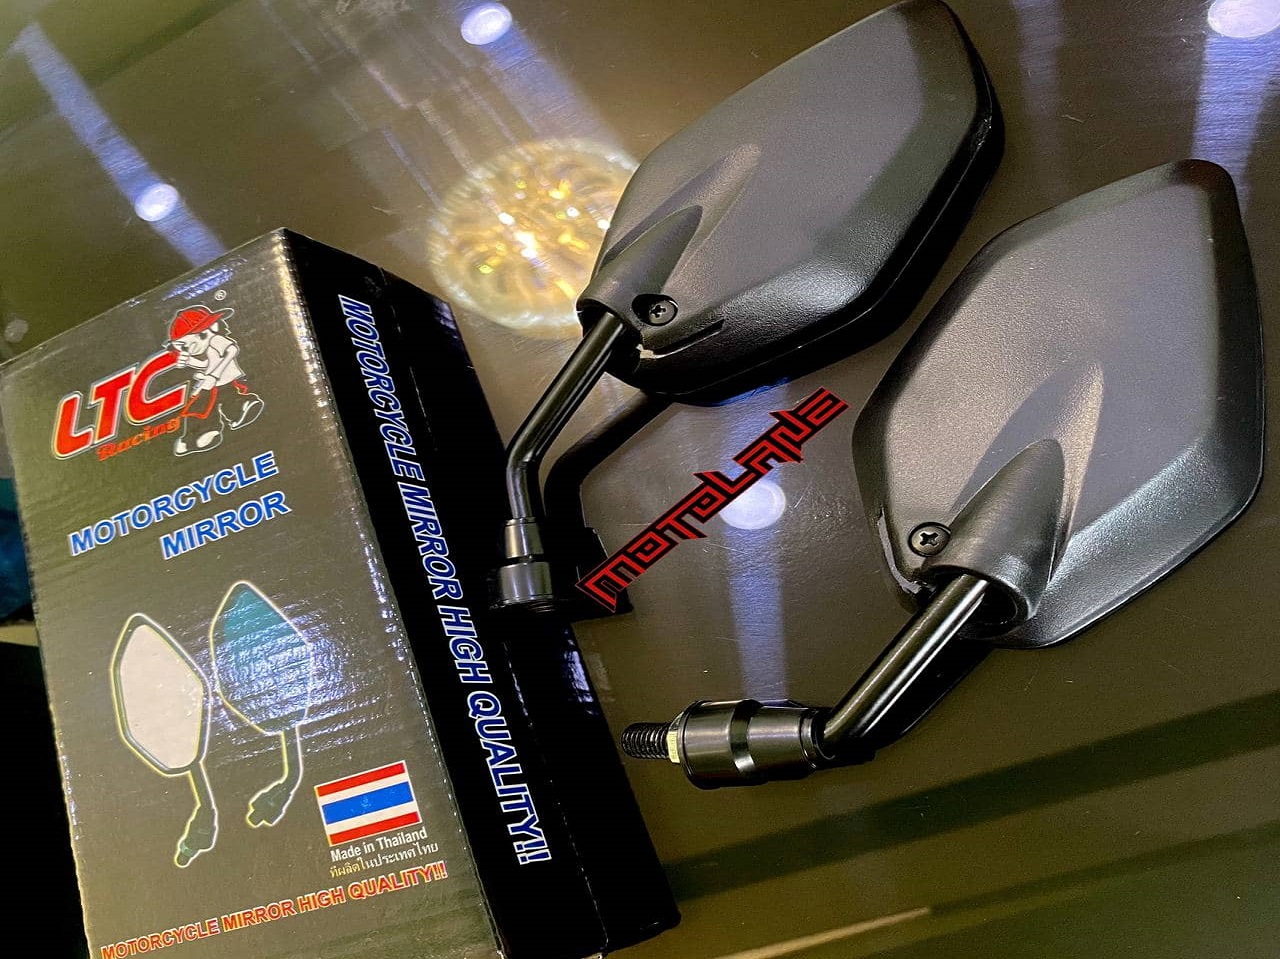 ®
LTC
Racing
MOTORCYCLE
MIRROR
Made in Thailand
ที่ผลิตในประเทศไทย
MOTORCYCLE MIRROR HIGH QUALITY!!
MOTORCYCLE MIRROR HIGH QUALITY!!
MOTOLAPZ